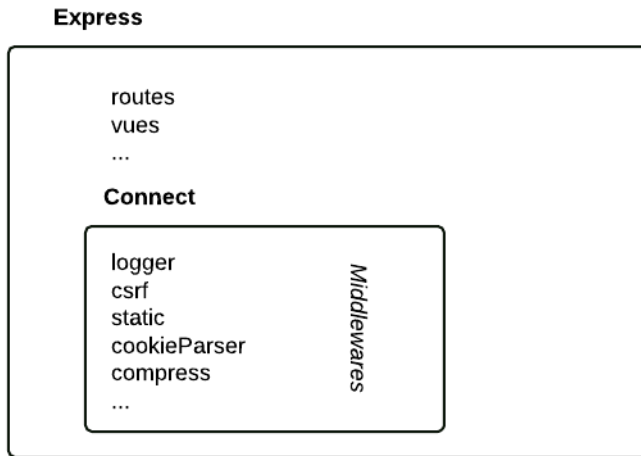 Express
routes
vues
...
Connect
logger
csrf
static
cookieParser
compress
...
Middlewares